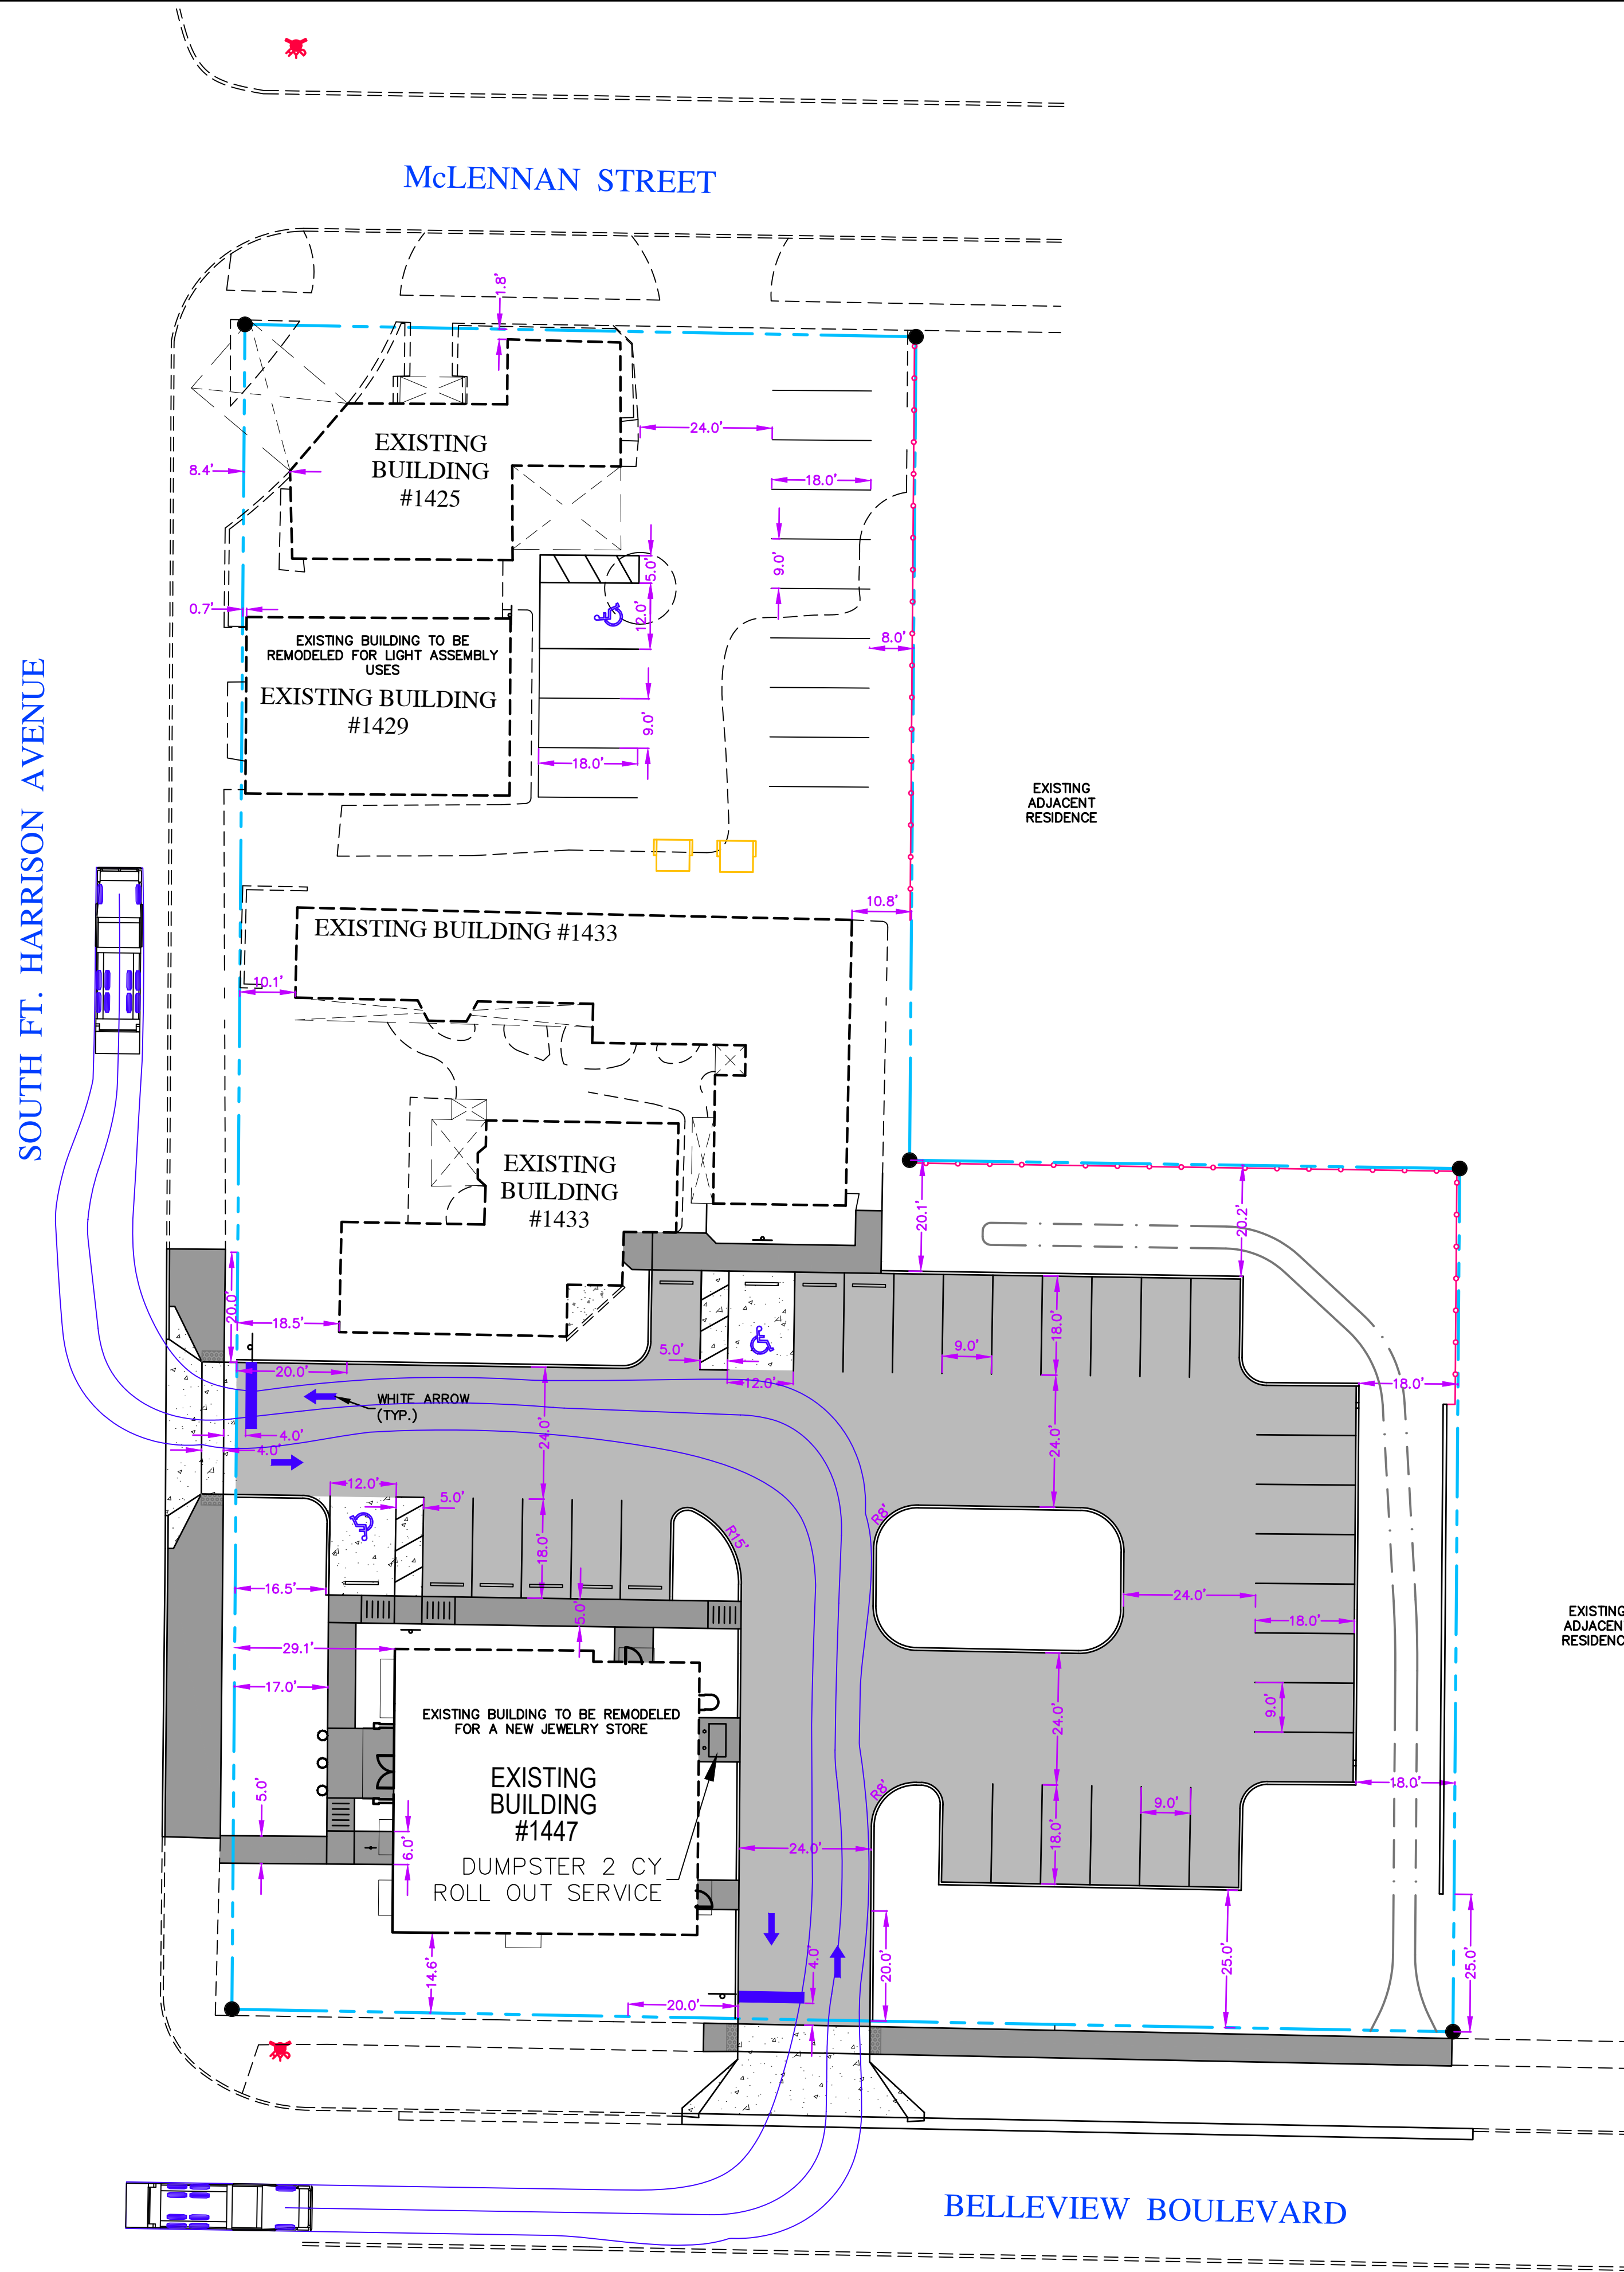 McLENNAN STREET
1.8'
EXISTING
BUILDING
#1425
24.0'
8.4'
18.0'
5.0'
9.0'
12.0'
0.7'
EXISTING BUILDING TO BE
REMODELED FOR LIGHT ASSEMBLY
USES
EXISTING BUILDING
#1429
8.0'
9.0'
18.0'
SOUTH FT. HARRISON AVENUE
EXISTING
ADJACENT
RESIDENCE
10.8'
EXISTING BUILDING #1433
10.1'
EXISTING
BUILDING
#1433
20.1'
20.2'
20.0'
18.5'
18.0'
5.0'
9.0'
20.0'
12.0'
18.0'
WHITE ARROW
(TYP.)
24.0'
24.0'
4.0'
4.0'
12.0'
5.0'
R8'
R15'
18.0'
16.5'
24.0'
5.0'
18.0'
EXISTING
ADJACEN
RESIDENC
29.1'
17.0'
9.0'
24.0'
EXISTING BUILDING TO BE REMODELED
FOR A NEW JEWELRY STORE
EXISTING
BUILDING
#1447
5.0'
R8'
18.0'
9.0'
18.0'
6.0'
24.0'
DUMPSTER 2 CY
ROLL OUT SERVICE
14.6'
4.0'
20.0'
25.0'
25.0'
20.0'
BELLEVIEW BOULEVARD